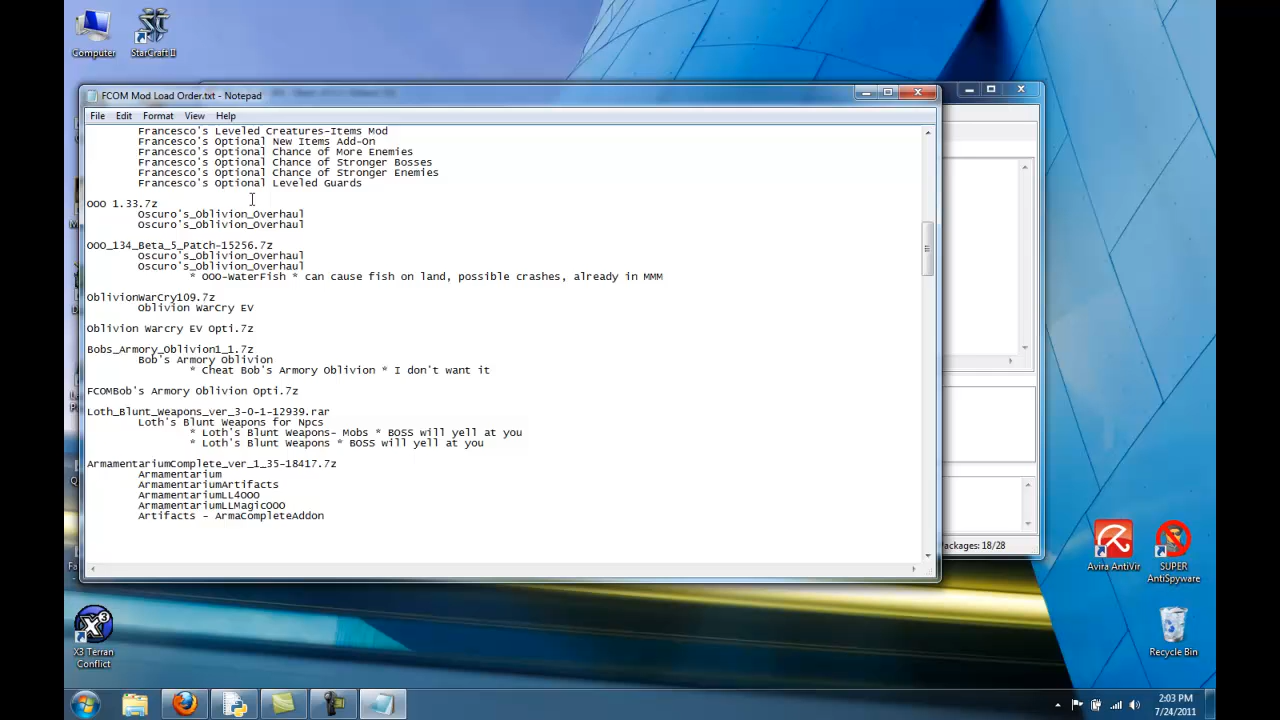 Computer
StarCraft II
FCOM Mod Load Order.txt - Notepad
File Edit Format View Help
Francesco's Leveled Creatures-Items Mod
Francesco's Optional New Items Add-On
Francesco's Optional Chance of More Enemies
Francesco's Optional Chance of Stronger Bosses
Francesco's Optional Chance of Stronger Enemies
Francesco's Optional Leveled Guards
OOO 1.33.7z
Oscuro's_Oblivion_Overhaul
Oscuro's_Oblivion_Overhaul
OOO_134_Beta_5_Patch-15256.7z
Oscuro's_Oblivion_Overhaul
Oscuro's_Oblivion_Overhaul
* OOO-WaterFish * can cause fish on land, possible crashes, already in MMM
OblivionWarCry109.7z
Oblivion WarCry EV
Oblivion Warcry EV Opti.7z
Bobs_Armory_Oblivion1_1.7z
Bob's Armory Oblivion
* Cheat Bob's Armory Oblivion * I don't want it
FCOMBob's Armory Oblivion Opti.7z
Loth_Blunt_Weapons_ver_3-0-1-12939.rar
Loth's Blunt Weapons for Npcs
* Loth's Blunt Weapons- Mobs * BOSS will yell at you
* Loth's Blunt Weapons * BOSS will yell at you
ArmamentariumComplete_ver_1_35-18417.7z
Armamentarium
ArmamentariumArtifacts
ArmamentariumLL4OOO
ArmamentariumLLMagicOOO
Artifacts - ArmaCompleteAddon
ackages: 18/28
Avira AntiVir
SUPER
AntiSpyware
X3 Terran
Conflict
Recycle Bin
2:03 PM
7/24/2011